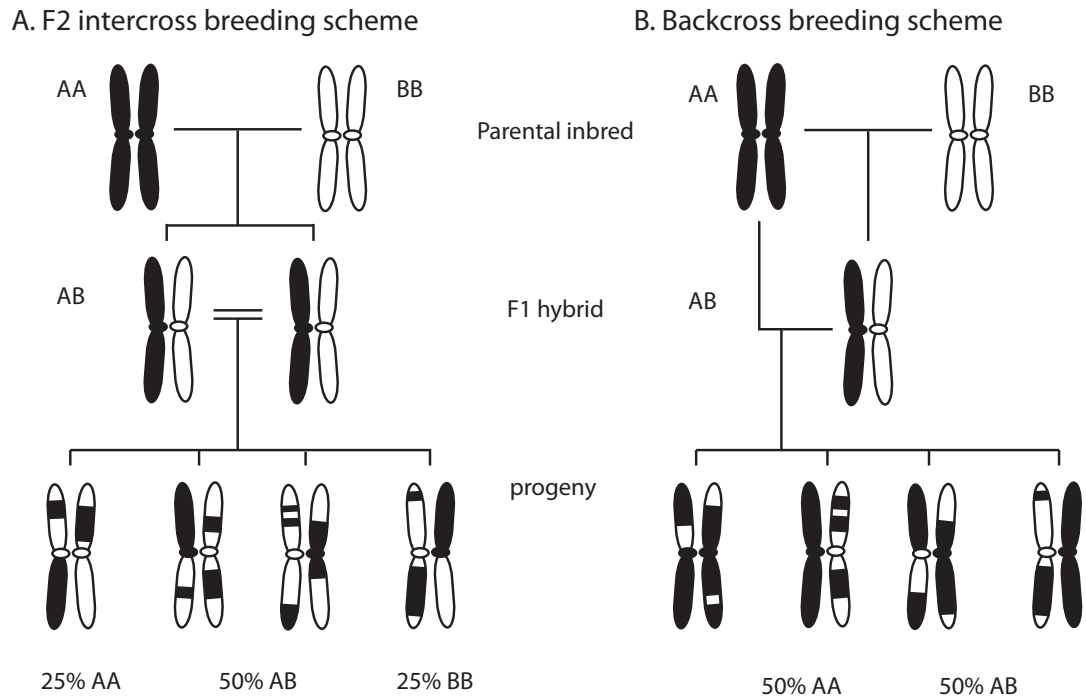 A. F2 intercross breeding scheme
B. Backcross breeding scheme
AA
BB
AA
BB
Parental inbred
AB
F1 hybrid
AB
progeny
25% AA
50% AB
25% BB
50% AA
50% AB